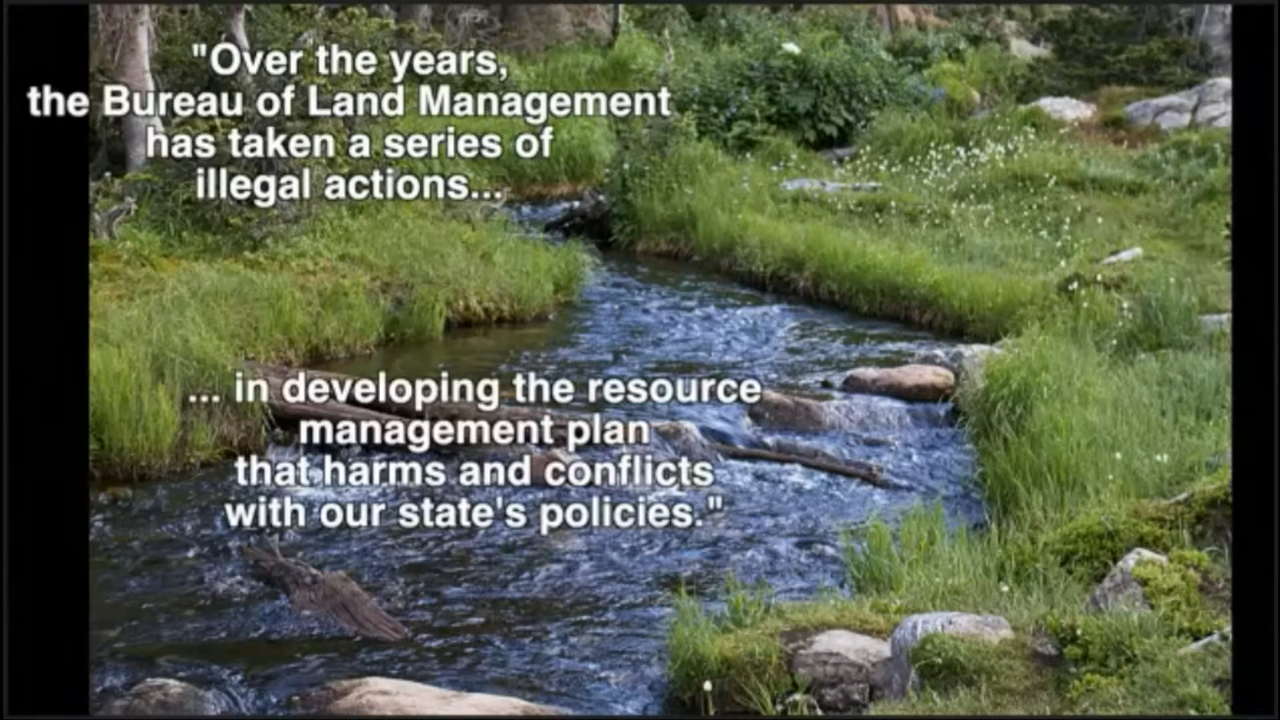 "Over the years,
the Bureau of Land Management
has taken a series of
illegal actions...
... in developing the resource
management plan
that harms and conflicts
with our state's policies."